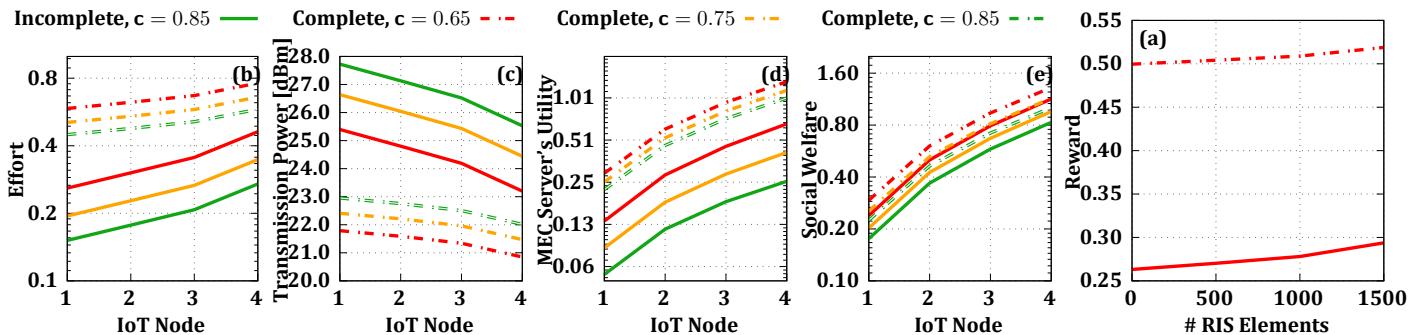 Incomplete, c = 0.85
Complete, c = 0.65
Complete, c = 0.75
Complete, c = 0.85
(b)
Effort
0.8
0.4
0.2
0.1
1 2 3 4
IoT Node
(c)
Transmission Power [dBm]
28.0
27.0
26.0
25.0
24.0
23.0
22.0
21.0
20.0
1 2 3 4
IoT Node
(d)
MEC Server's Utility
1.01
0.51
0.25
0.13
0.06
1 2 3 4
IoT Node
(e)
Social Welfare
1.60
0.80
0.40
0.20
0.10
1 2 3 4
IoT Node
(a)
Reward
0.55
0.50
0.45
0.40
0.35
0.30
0.25
0 500 1000 1500
# RIS Elements